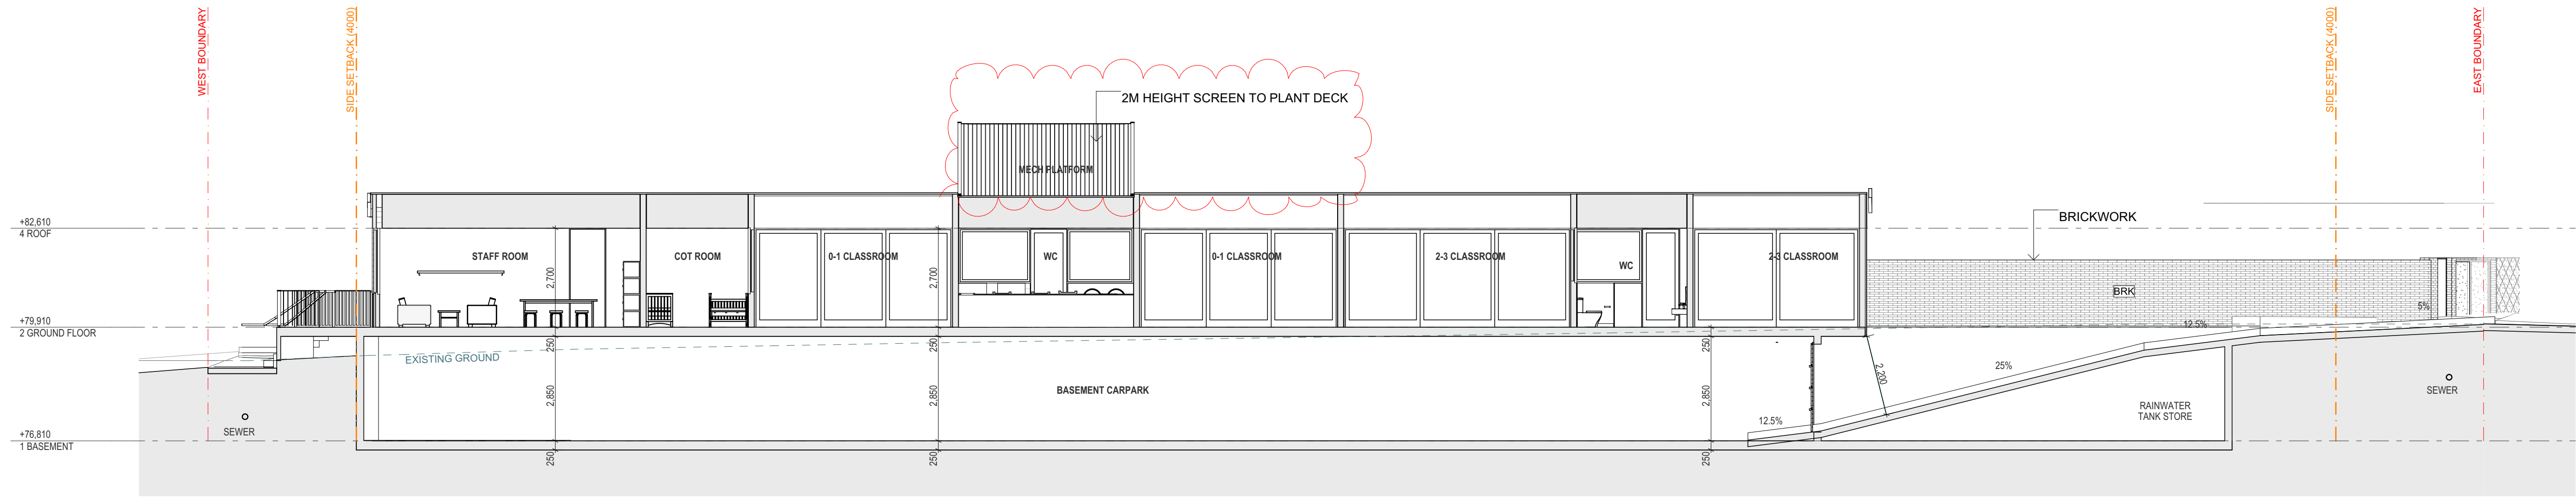 WEST BOUNDARY
SIDE SETBACK (4000)
SIDE SETBACK (4000)
EAST BOUNDARY
2M HEIGHT SCREEN TO PLANT DECK
MECH PLATFORM
+82,610
4 ROOF
BRICKWORK
STAFF ROOM
COT ROOM
0-1 CLASSROOM
WC
0-1 CLASSROOM
2-3 CLASSROOM
WC
2-3 CLASSROOM
2,700
2,700
BRK
5%
+79,910
2 GROUND FLOOR
12.5%
250
250
250
EXISTING GROUND
25%
2,200
2,850
2,850
2,850
BASEMENT CARPARK
SEWER
RAINWATER
TANK STORE
12.5%
SEWER
+76,810
1 BASEMENT
250
250
250